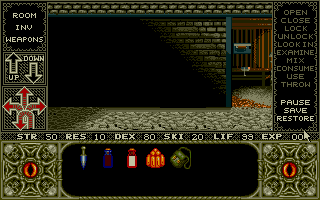 ROOM
INV
WEAPONS
UP
DOWN
OPEN
CLOSE
LOCK
UNLOCK
LOOK IN
EXAMINE
MIX
CONSUME
USE
THROW
PAUSE
SAVE
RESTORE
STR 50 RES 10 DEX 80 SKI 20 LIF 99 EXP 00